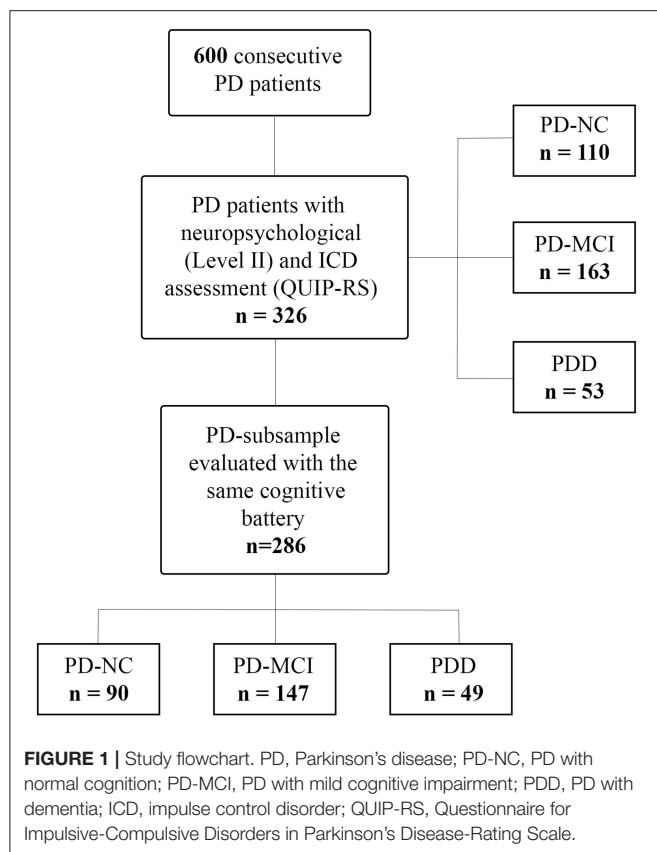 600 consecutive
PD patients
PD patients with
neuropsychological
(Level II) and ICD
assessment (QUIP-RS)
n = 326
PD-NC
n = 110
PD-MCI
n = 163
PDD
n = 53
PD-subsample
evaluated with the
same cognitive
battery
n=286
PD-NC
n = 90
PD-MCI
n = 147
PDD
n = 49
FIGURE 1 | Study flowchart. PD, Parkinson's disease; PD-NC, PD with
normal cognition; PD-MCI, PD with mild cognitive impairment; PDD, PD with
dementia; ICD, impulse control disorder; QUIP-RS, Questionnaire for
Impulsive-Compulsive Disorders in Parkinson's Disease-Rating Scale.